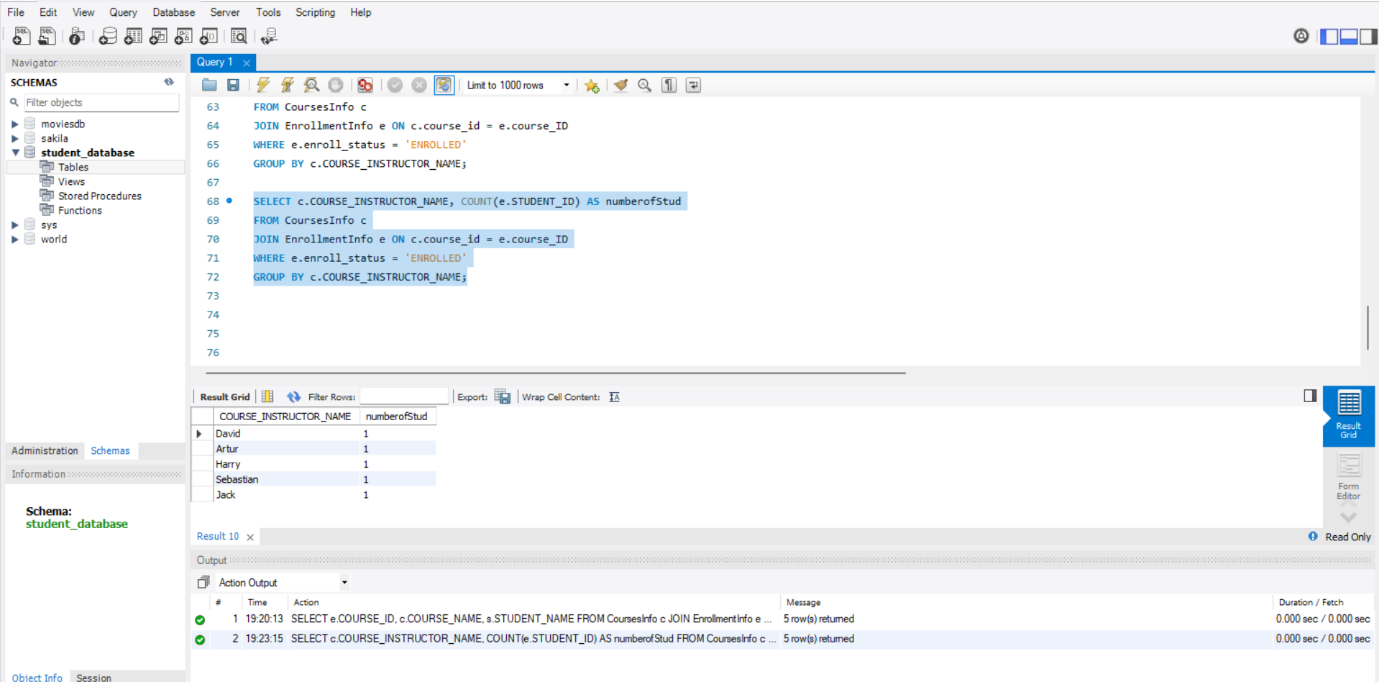 File Edit View Query Database Server Tools Scripting Help
Navigator
SCHEMAS
Filter objects
moviesdb
sakila
student_database
Tables
Views
Stored Procedures
Functions
sys
world
Administration Schemas
Information
Schema:
student_database
Object Info Session
Query 1
Limit to 1000 rows
63 FROM CoursesInfo c
64 JOIN EnrollmentInfo e ON c.course_id = e.course_ID
65 WHERE e.enroll_status = 'ENROLLED'
66 GROUP BY c.COURSE_INSTRUCTOR_NAME;
67
68 SELECT c.COURSE_INSTRUCTOR_NAME, COUNT(e.STUDENT_ID) AS numberofStud
69 FROM CoursesInfo c
70 JOIN EnrollmentInfo e ON c.course_id = e.course_ID
71 WHERE e.enroll_status = 'ENROLLED'
72 GROUP BY c.COURSE_INSTRUCTOR_NAME;
73
74
75
76
Result Grid Filter Rows: Export: Wrap Cell Content:
COURSE_INSTRUCTOR_NAME numberofStud
David 1
Artur 1
Harry 1
Sebastian 1
Jack 1
Result Grid
Form Editor
Result 10
Read Only
Output
Action Output
# Time Action Message Duration / Fetch
1 19:20:13 SELECT e.COURSE_ID, c.COURSE_NAME, s.STUDENT_NAME FROM CoursesInfo c JOIN EnrollmentInfo e ... 5 row(s) returned 0.000 sec / 0.000 sec
2 19:23:15 SELECT c.COURSE_INSTRUCTOR_NAME, COUNT(e.STUDENT_ID) AS numberofStud FROM CoursesInfo c ... 5 row(s) returned 0.000 sec / 0.000 sec